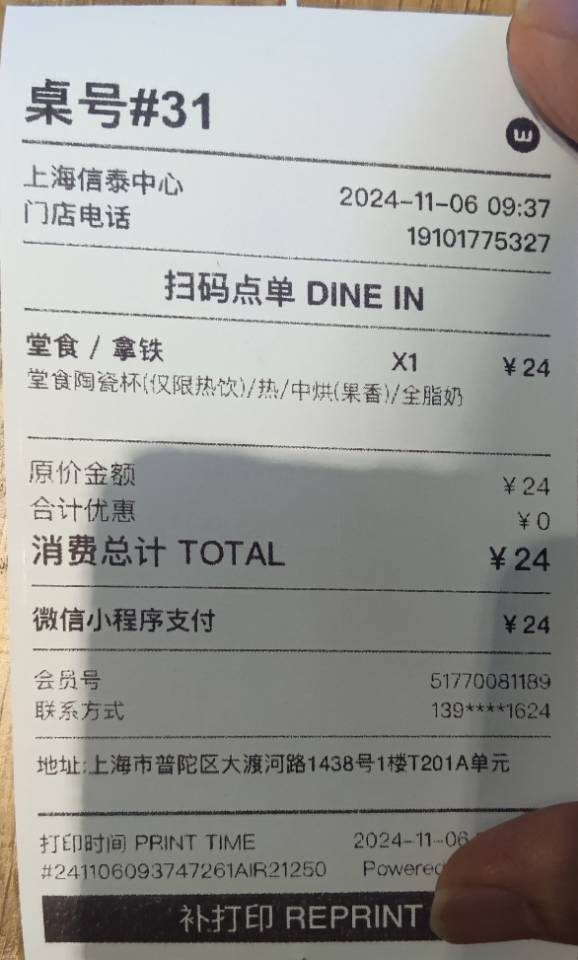 桌号#31
上海信泰中心 2024-11-06 09:37
门店电话 19101775327
扫码点单 DINE IN
堂食 / 拿铁 X1 ¥24
堂食陶瓷杯(仅限热饮)/热/中烘(果香)/全脂奶
原价金额 ¥24
合计优惠 ¥0
消费总计 TOTAL ¥24
微信小程序支付 ¥24
会员号 51770081189
联系方式 139****1624
地址:上海市普陀区大渡河路1438号1楼T201A单元
打印时间 PRINT TIME 2024-11-06
#241106093747261AIR21250 Powered
补打印 REPRINT